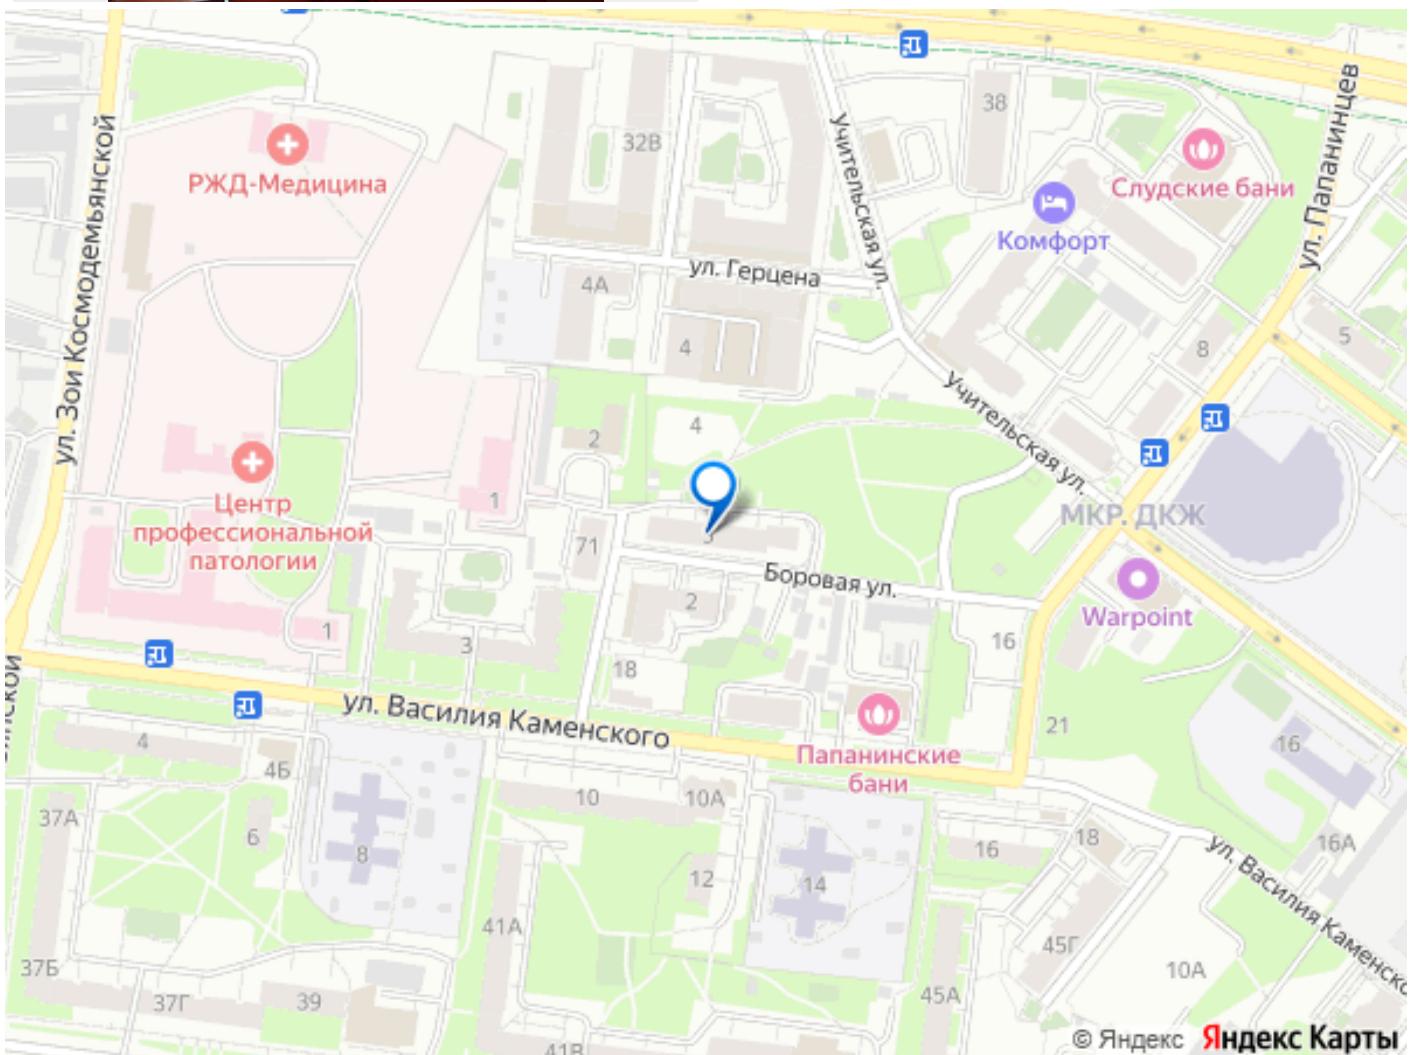 38
32В
ул. Папанинцев
Слудские бани
РЖД-Медицина
Учительская ул.
Комфорт
ул. Герцена
4А
ул. Зои Космодемьянской
4
8
5
Учительская ул.
4
2
Центр
профессиональной
патологии
1
МКР. ДКЖ
71
Боровая ул.
2
Warpoint
1
3
16
18
ул. Василия Каменского
21
Папанинские
бани
16
4
4Б
10
10А
37А
6
8
12
14
16
18
16А
ул. Василия Каменско
41А
45Г
10А
37Б
37Г
39
45А
41В
© Яндекс Яндекс Карты